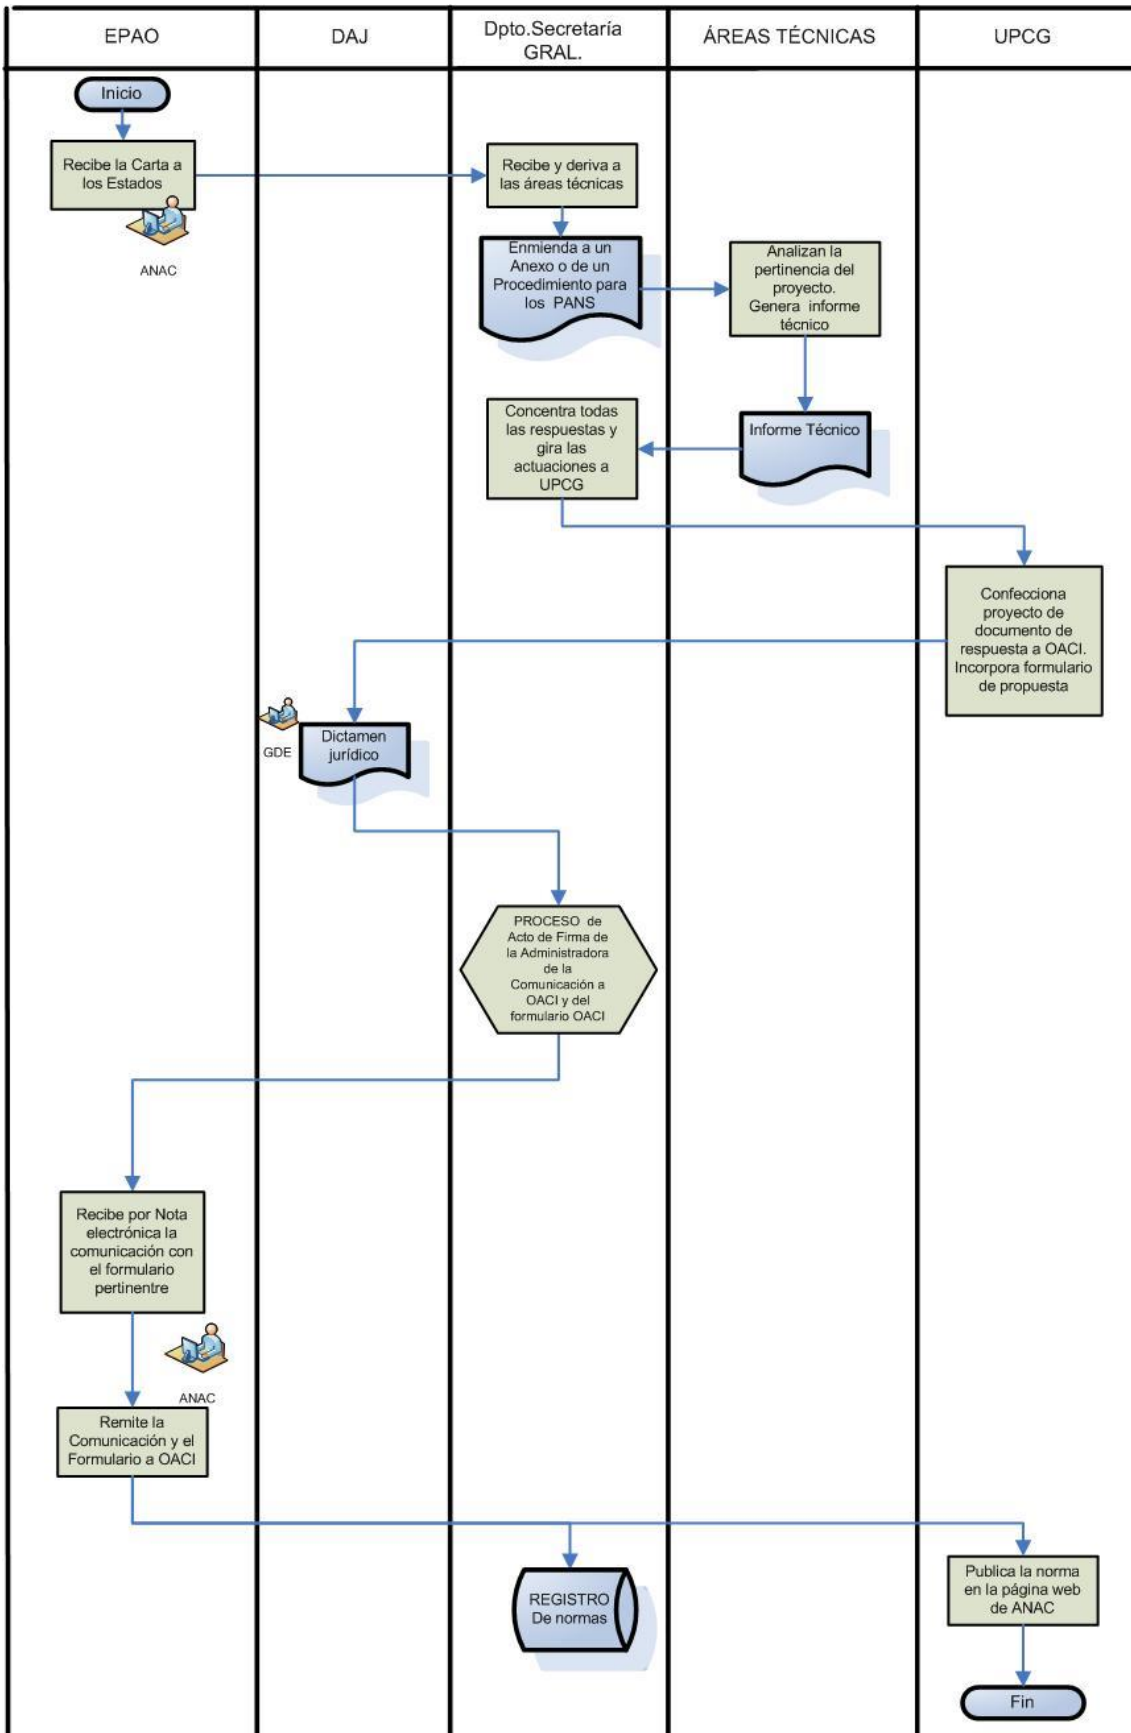 EPAO
DAJ
Dpto.Secretaría
GRAL.
ÁREAS TÉCNICAS
UPCG
Inicio
Recibe la Carta a
los Estados
ANAC
Recibe y deriva a
las áreas técnicas
Enmienda a un
Anexo o de un
Procedimiento para
los PANS
Analizan la
pertinencia del
proyecto.
Genera informe
técnico
Informe Técnico
Concentra todas
las respuestas y
gira las
actuaciones a
UPCG
Confecciona
proyecto de
documento de
respuesta a OACI.
Incorpora formulario
de propuesta
GDE
Dictamen
jurídico
PROCESO de
Acto de Firma de
la Administradora
de la
Comunicación a
OACI y del
formulario OACI
Recibe por Nota
electrónica la
comunicación con
el formulario
pertinentre
ANAC
Remite la
Comunicación y el
Formulario a OACI
REGISTRO
De normas
Publica la norma
en la página web
de ANAC
Fin